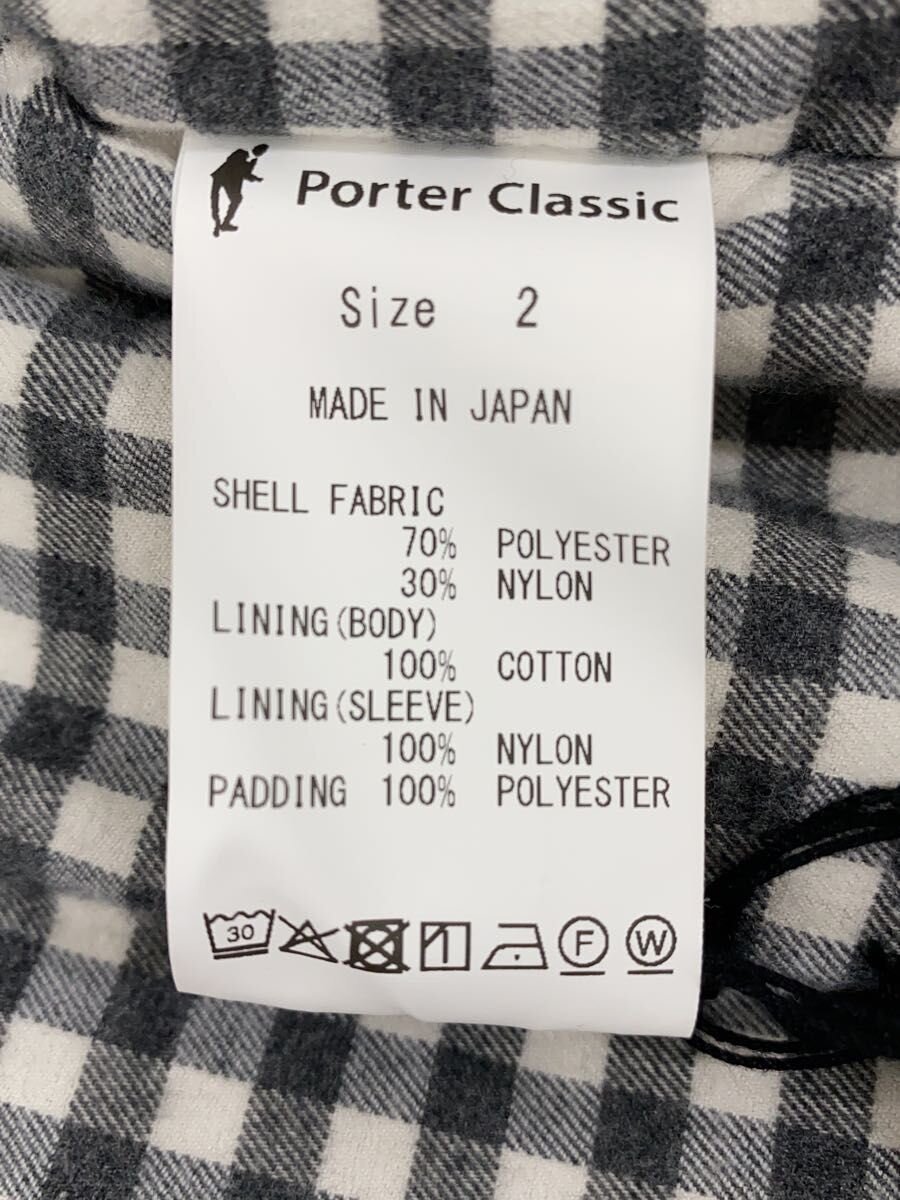 Porter Classic
Size 2
MADE IN JAPAN
SHELL FABRIC
70% POLYESTER
30% NYLON
LINING(BODY)
100% COTTON
LINING(SLEEVE)
100% NYLON
PADDING 100% POLYESTER
30 F W